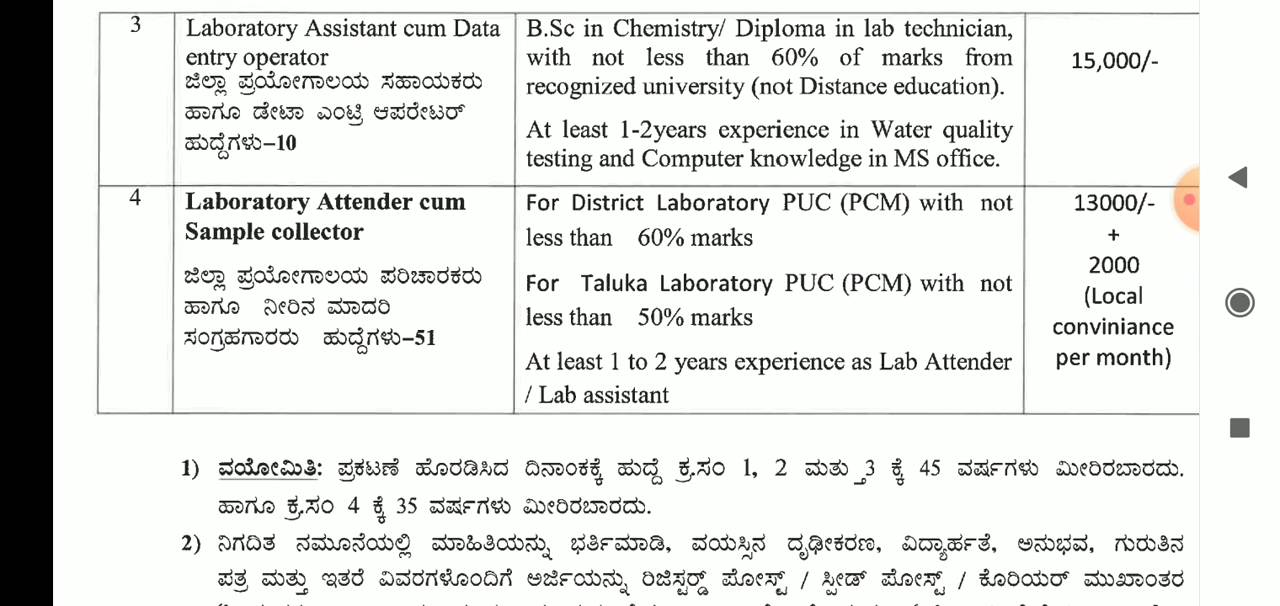 3
Laboratory Assistant cum Data
entry operator
ಜಿಲ್ಲಾ ಪ್ರಯೋಗಾಲಯ ಸಹಾಯಕರು
ಹಾಗೂ ಡೇಟಾ ಎಂಟ್ರಿ ಆಪರೇಟರ್
ಹುದ್ದೆಗಳು–10
B.Sc in Chemistry/ Diploma in lab technician,
with not less than 60% of marks from
recognized university (not Distance education).
At least 1-2years experience in Water quality
testing and Computer knowledge in MS office.
15,000/-
4
Laboratory Attender cum
Sample collector
ಜಿಲ್ಲಾ ಪ್ರಯೋಗಾಲಯ ಪರಿಚಾರಕರು
ಹಾಗೂ ನೀರಿನ ಮಾದರಿ
ಸಂಗ್ರಹಗಾರರು ಹುದ್ದೆಗಳು–51
For District Laboratory PUC (PCM) with not
less than 60% marks
For Taluka Laboratory PUC (PCM) with not
less than 50% marks
At least 1 to 2 years experience as Lab Attender
/ Lab assistant
13000/-
+
2000
(Local
conviniance
per month)
1) ವಯೋಮಿತಿ: ಪ್ರಕಟಣೆ ಹೊರಡಿಸಿದ ದಿನಾಂಕಕ್ಕೆ ಹುದ್ದೆ ಕ್ರ.ಸಂ 1, 2 ಮತ್ತು 3 ಕ್ಕೆ 45 ವರ್ಷಗಳು ಮೀರಿರಬಾರದು.
ಹಾಗೂ ಕ್ರ.ಸಂ 4 ಕ್ಕೆ 35 ವರ್ಷಗಳು ಮೀರಿರಬಾರದು.
2) ನಿಗದಿತ ನಮೂನೆಯಲ್ಲಿ ಮಾಹಿತಿಯನ್ನು ಭರ್ತಿಮಾಡಿ, ವಯಸ್ಸಿನ ದೃಢೀಕರಣ, ವಿದ್ಯಾರ್ಹತೆ, ಅನುಭವ, ಗುರುತಿನ
ಪತ್ರ ಮತ್ತು ಇತರೆ ವಿವರಗಳೊಂದಿಗೆ ಅರ್ಜಿಯನ್ನು ರಿಜಿಸ್ಟರ್ಡ್ ಪೋಸ್ಟ್ / ಸ್ಪೀಡ್ ಪೋಸ್ಟ್ / ಕೊರಿಯರ್ ಮುಖಾಂತರ